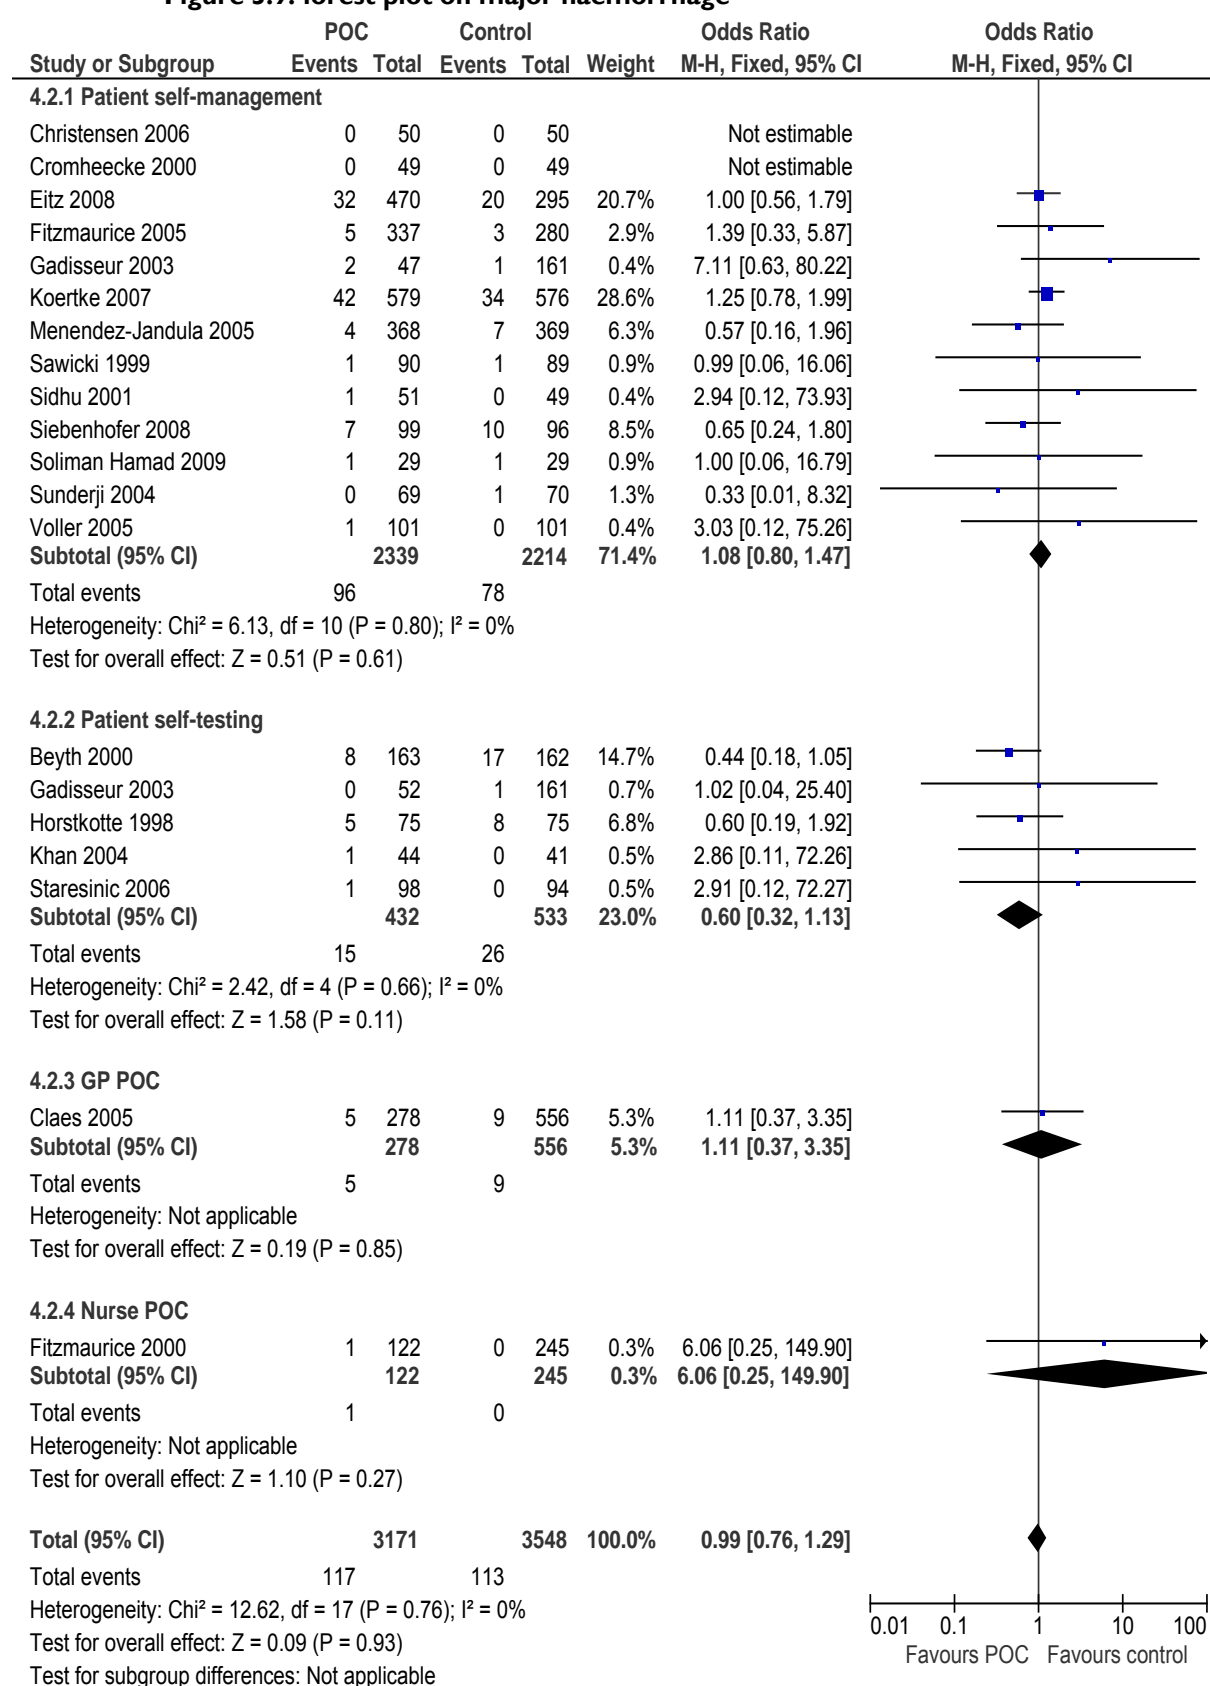 Figure 5.9. forest plot on major haemorrhage
POC Control Odds Ratio Odds Ratio
Study or Subgroup Events Total Events Total Weight M-H, Fixed, 95% CI M-H, Fixed, 95% CI
4.2.1 Patient self-management
Christensen 2006 0 50 0 50 Not estimable
Cromheecke 2000 0 49 0 49 Not estimable
Eitz 2008 32 470 20 295 20.7% 1.00 [0.56, 1.79]
Fitzmaurice 2005 5 337 3 280 2.9% 1.39 [0.33, 5.87]
Gadisseur 2003 2 47 1 161 0.4% 7.11 [0.63, 80.22]
Koertke 2007 42 579 34 576 28.6% 1.25 [0.78, 1.99]
Menendez-Jandula 2005 4 368 7 369 6.3% 0.57 [0.16, 1.96]
Sawicki 1999 1 90 1 89 0.9% 0.99 [0.06, 16.06]
Sidhu 2001 1 51 0 49 0.4% 2.94 [0.12, 73.93]
Siebenhofer 2008 7 99 10 96 8.5% 0.65 [0.24, 1.80]
Soliman Hamad 2009 1 29 1 29 0.9% 1.00 [0.06, 16.79]
Sunderji 2004 0 69 1 70 1.3% 0.33 [0.01, 8.32]
Voller 2005 1 101 0 101 0.4% 3.03 [0.12, 75.26]
Subtotal (95% CI) 2339 2214 71.4% 1.08 [0.80, 1.47]
Total events 96 78
Heterogeneity: Chi² = 6.13, df = 10 (P = 0.80); I² = 0%
Test for overall effect: Z = 0.51 (P = 0.61)
4.2.2 Patient self-testing
Beyth 2000 8 163 17 162 14.7% 0.44 [0.18, 1.05]
Gadisseur 2003 0 52 1 161 0.7% 1.02 [0.04, 25.40]
Horstkotte 1998 5 75 8 75 6.8% 0.60 [0.19, 1.92]
Khan 2004 1 44 0 41 0.5% 2.86 [0.11, 72.26]
Staresinic 2006 1 98 0 94 0.5% 2.91 [0.12, 72.27]
Subtotal (95% CI) 432 533 23.0% 0.60 [0.32, 1.13]
Total events 15 26
Heterogeneity: Chi² = 2.42, df = 4 (P = 0.66); I² = 0%
Test for overall effect: Z = 1.58 (P = 0.11)
4.2.3 GP POC
Claes 2005 5 278 9 556 5.3% 1.11 [0.37, 3.35]
Subtotal (95% CI) 278 556 5.3% 1.11 [0.37, 3.35]
Total events 5 9
Heterogeneity: Not applicable
Test for overall effect: Z = 0.19 (P = 0.85)
4.2.4 Nurse POC
Fitzmaurice 2000 1 122 0 245 0.3% 6.06 [0.25, 149.90]
Subtotal (95% CI) 122 245 0.3% 6.06 [0.25, 149.90]
Total events 1 0
Heterogeneity: Not applicable
Test for overall effect: Z = 1.10 (P = 0.27)
Total (95% CI) 3171 3548 100.0% 0.99 [0.76, 1.29]
Total events 117 113
Heterogeneity: Chi² = 12.62, df = 17 (P = 0.76); I² = 0%
Test for overall effect: Z = 0.09 (P = 0.93)
Test for subgroup differences: Not applicable
0.01 0.1 1 10 100
Favours POC Favours control